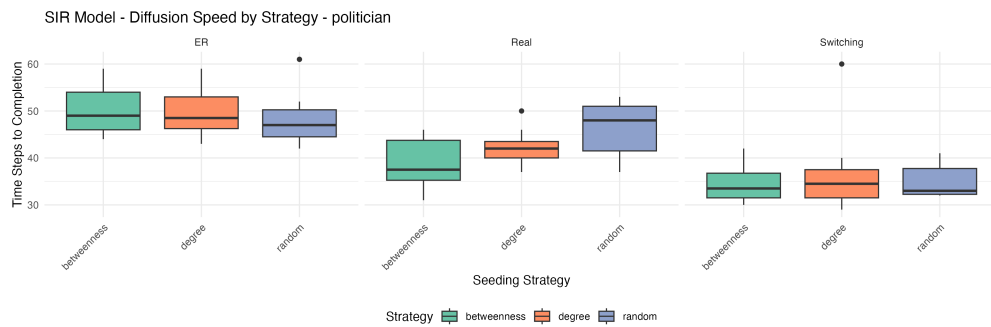 SIR Model - Diffusion Speed by Strategy - politician
ER
Real
Switching
Time Steps to Completion
60
50
40
30
betweenness
degree
random
betweenness
degree
random
betweenness
degree
random
Seeding Strategy
Strategy betweenness degree random